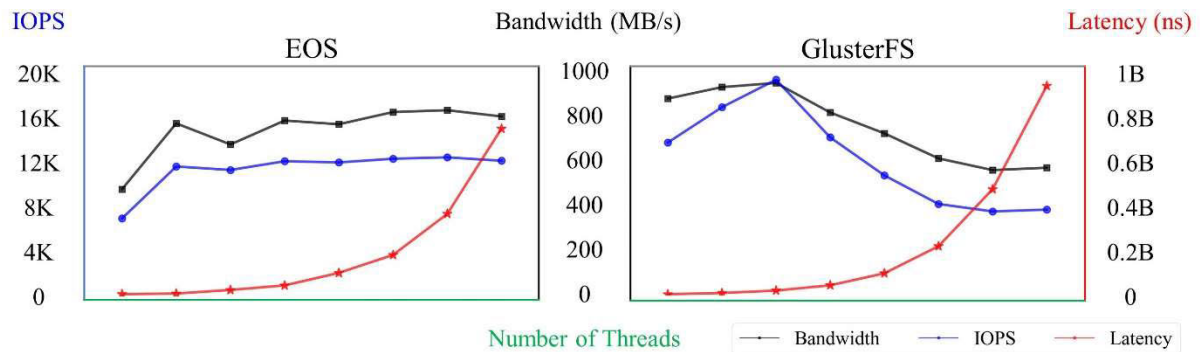 IOPS
Bandwidth (MB/s)
Latency (ns)
EOS
GlusterFS
20K
16K
12K
8K
4K
0
1000
800
600
400
200
0
1B
0.8B
0.6B
0.4B
0.2B
0
Number of Threads
Bandwidth
IOPS
Latency